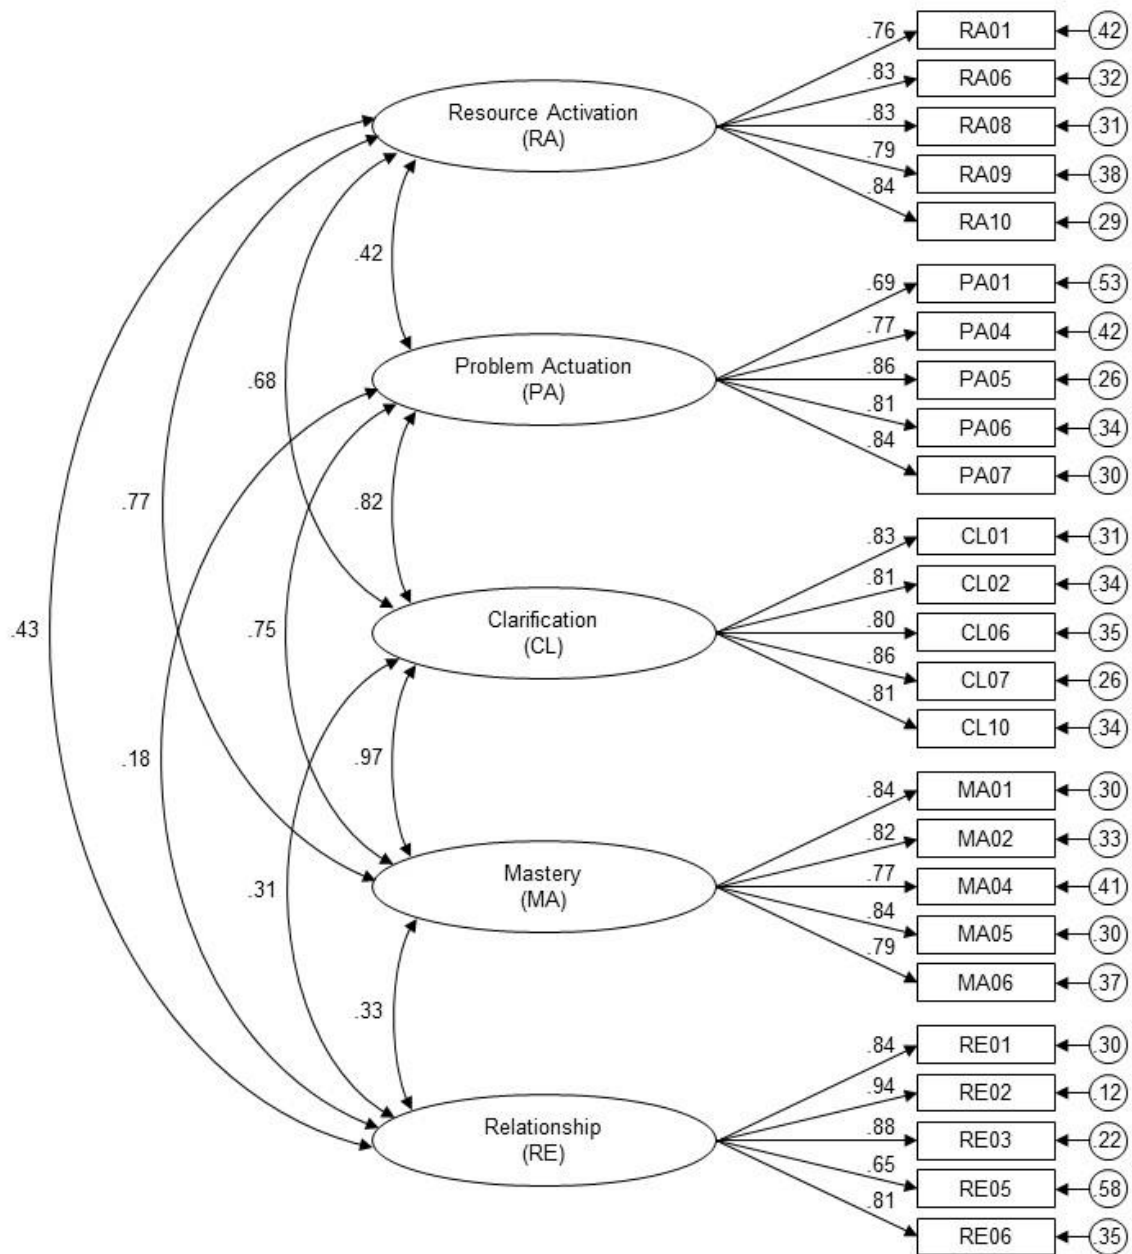 .76 RA01 .42
.83 RA06 .32
Resource Activation
(RA)
.83 RA08 .31
.79 RA09 .38
.84 RA10 .29
.42
.69 PA01 .53
.77 PA04 .42
Problem Actuation
(PA)
.68
.86 PA05 .26
.81 PA06 .34
.84 PA07 .30
.77
.82
.83 CL01 .31
.81 CL02 .34
Clarification
(CL)
.43
.75
.80 CL06 .35
.86 CL07 .26
.81 CL10 .34
.18
.97
.84 MA01 .30
.82 MA02 .33
Mastery
(MA)
.31
.77 MA04 .41
.84 MA05 .30
.79 MA06 .37
.33
.84 RE01 .30
.94 RE02 .12
Relationship
(RE)
.88 RE03 .22
.65 RE05 .58
.81 RE06 .35